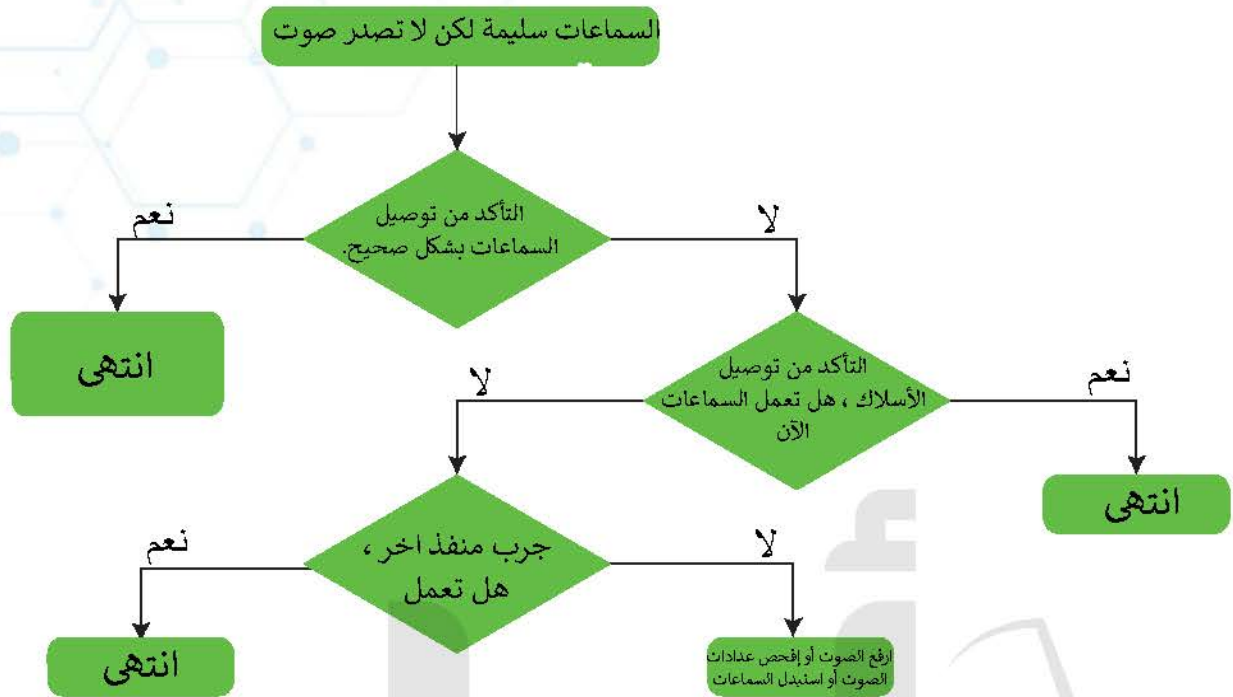 السماعات سليمة لكن لا تصدر صوت
نعم
التأكد من توصيل
السماعات بشكل صحيح.
لا
انتهى
التأكد من توصيل
الأسلاك ، هل تعمل السماعات
الآن
لا
نعم
انتهى
جرب منفذ اخر ،
هل تعمل
نعم
لا
انتهى
ارفع الصوت أو إفحص عدادات
الصوت أو استبدل السماعات